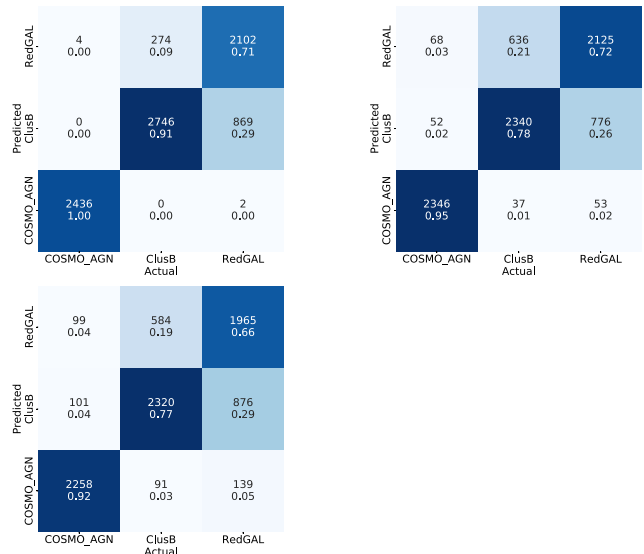 RedGAL
4 274 2102
0.00 0.09 0.71
Predicted
ClusB
0 2746 869
0.00 0.91 0.29
COSMO_AGN
2436 0 2
1.00 0.00 0.00
COSMO_AGN ClusB RedGAL
Actual
RedGAL
68 636 2125
0.03 0.21 0.72
Predicted
ClusB
52 2340 776
0.02 0.78 0.26
COSMO_AGN
2346 37 53
0.95 0.01 0.02
COSMO_AGN ClusB RedGAL
Actual
RedGAL
99 584 1965
0.04 0.19 0.66
Predicted
ClusB
101 2320 876
0.04 0.77 0.29
COSMO_AGN
2258 91 139
0.92 0.03 0.05
COSMO_AGN ClusB RedGAL
Actual